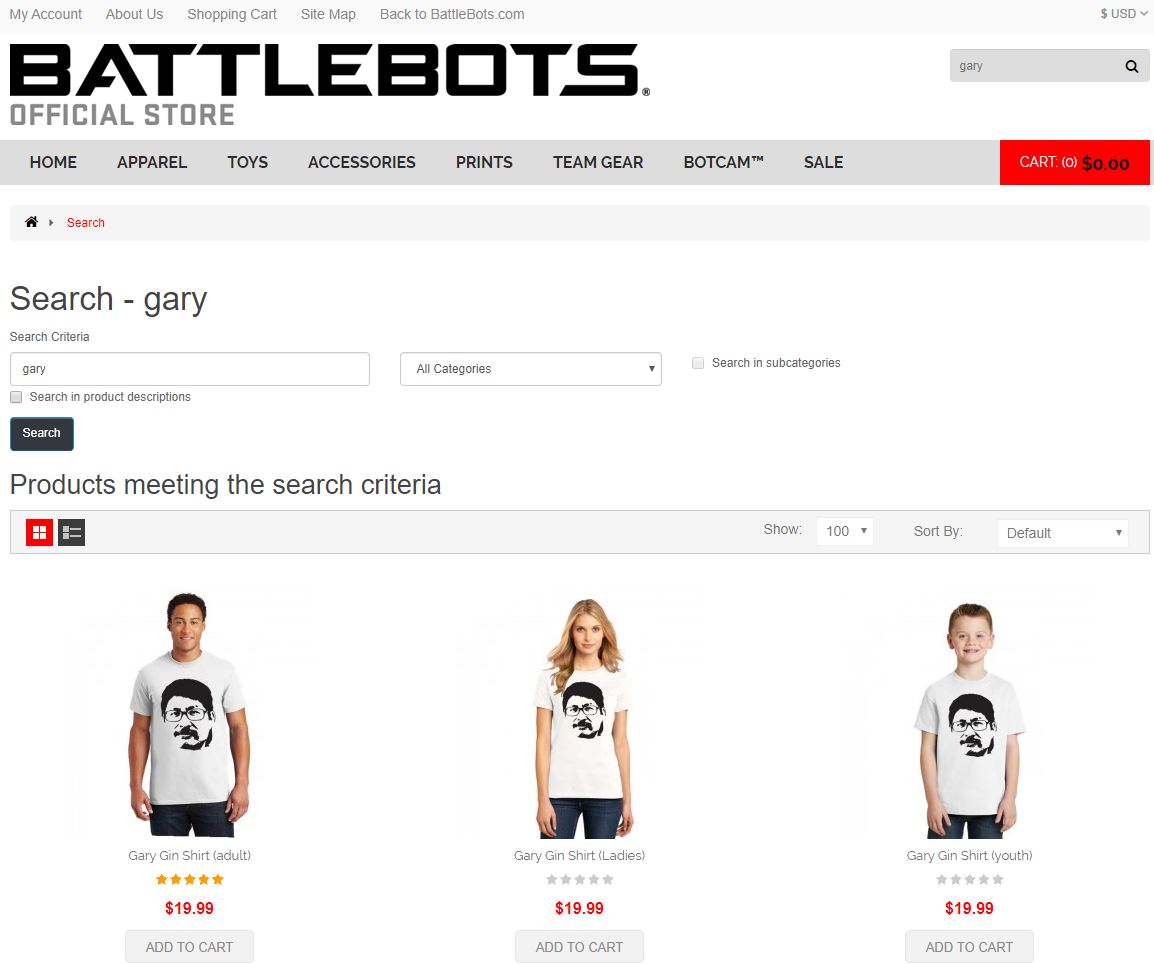 My Account About Us Shopping Cart Site Map Back to BattleBots.com $ USD
BATTLEBOTS®
OFFICIAL STORE
gary
HOME APPAREL TOYS ACCESSORIES PRINTS TEAM GEAR BOTCAM™ SALE CART: (0) $0.00
Search
Search - gary
Search Criteria
gary All Categories Search in subcategories
Search in product descriptions
Search
Products meeting the search criteria
Show: 100 Sort By: Default
Gary Gin Shirt (adult) Gary Gin Shirt (Ladies) Gary Gin Shirt (youth)
$19.99 $19.99 $19.99
ADD TO CART ADD TO CART ADD TO CART